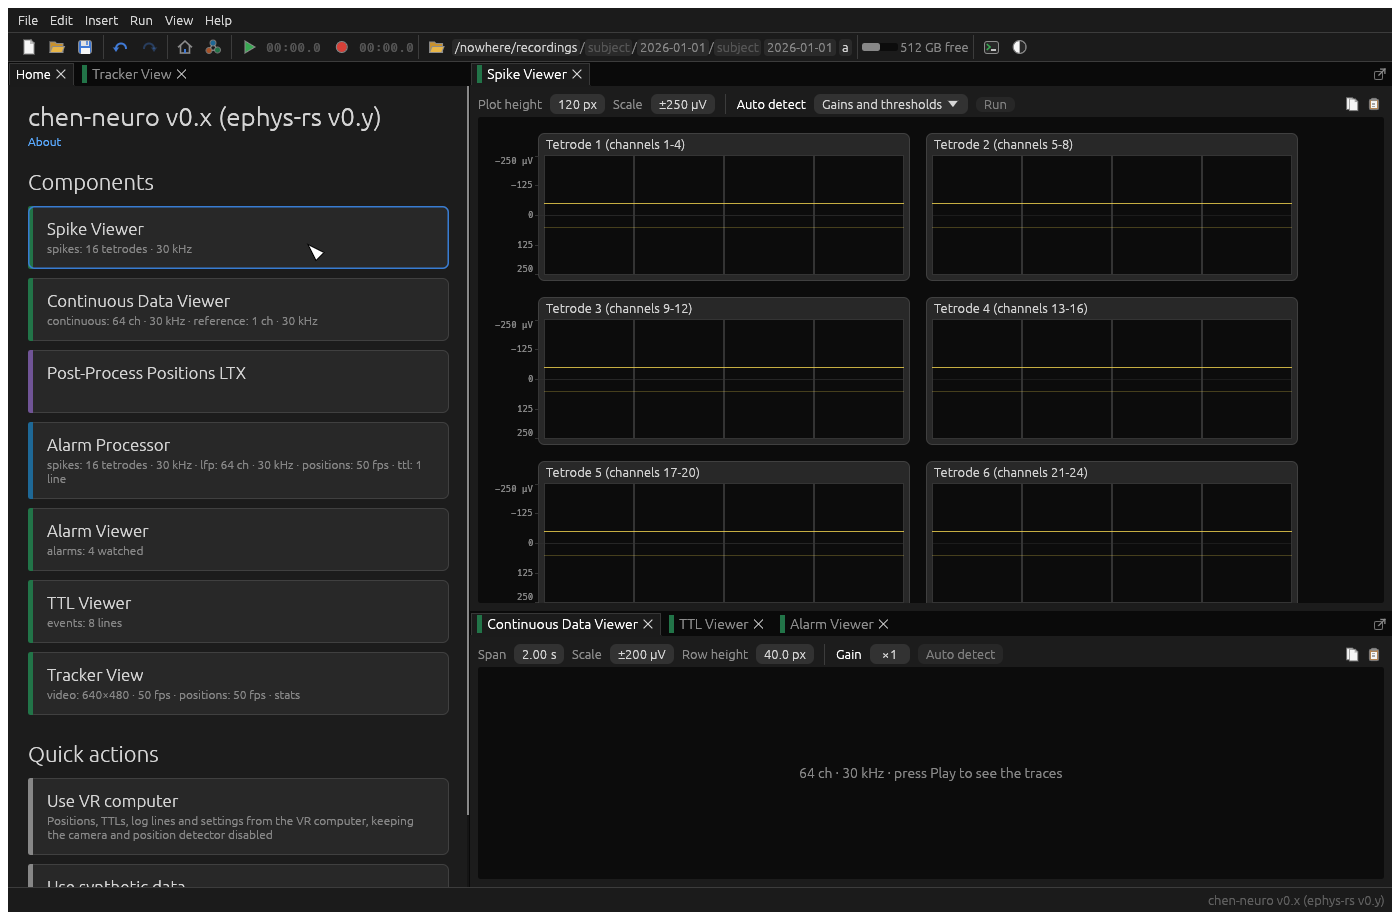 File Edit Insert Run View Help
00:00.0 00:00.0 /nowhere/recordings/subject/2026-01-01/subject 2026-01-01 a 512 GB free
Home Tracker View
chen-neuro v0.x (ephys-rs v0.y)
About
Components
Spike Viewer
spikes: 16 tetrodes · 30 kHz
Continuous Data Viewer
continuous: 64 ch · 30 kHz · reference: 1 ch · 30 kHz
Post-Process Positions LTX
Alarm Processor
spikes: 16 tetrodes · 30 kHz · lfp: 64 ch · 30 kHz · positions: 50 fps · ttl: 1
line
Alarm Viewer
alarms: 4 watched
TTL Viewer
events: 8 lines
Tracker View
video: 640×480 · 50 fps · positions: 50 fps · stats
Quick actions
Use VR computer
Positions, TTLs, log lines and settings from the VR computer, keeping
the camera and position detector disabled
Use synthetic data
Spike Viewer
Plot height 120 px Scale ±250 µV Auto detect Gains and thresholds Run
Tetrode 1 (channels 1-4) Tetrode 2 (channels 5-8)
−250 µV
−125
0
125
250
Tetrode 3 (channels 9-12) Tetrode 4 (channels 13-16)
−250 µV
−125
0
125
250
Tetrode 5 (channels 17-20) Tetrode 6 (channels 21-24)
−250 µV
−125
0
125
250
Continuous Data Viewer TTL Viewer Alarm Viewer
Span 2.00 s Scale ±200 µV Row height 40.0 px Gain ×1 Auto detect
64 ch · 30 kHz · press Play to see the traces
chen-neuro v0.x (ephys-rs v0.y)